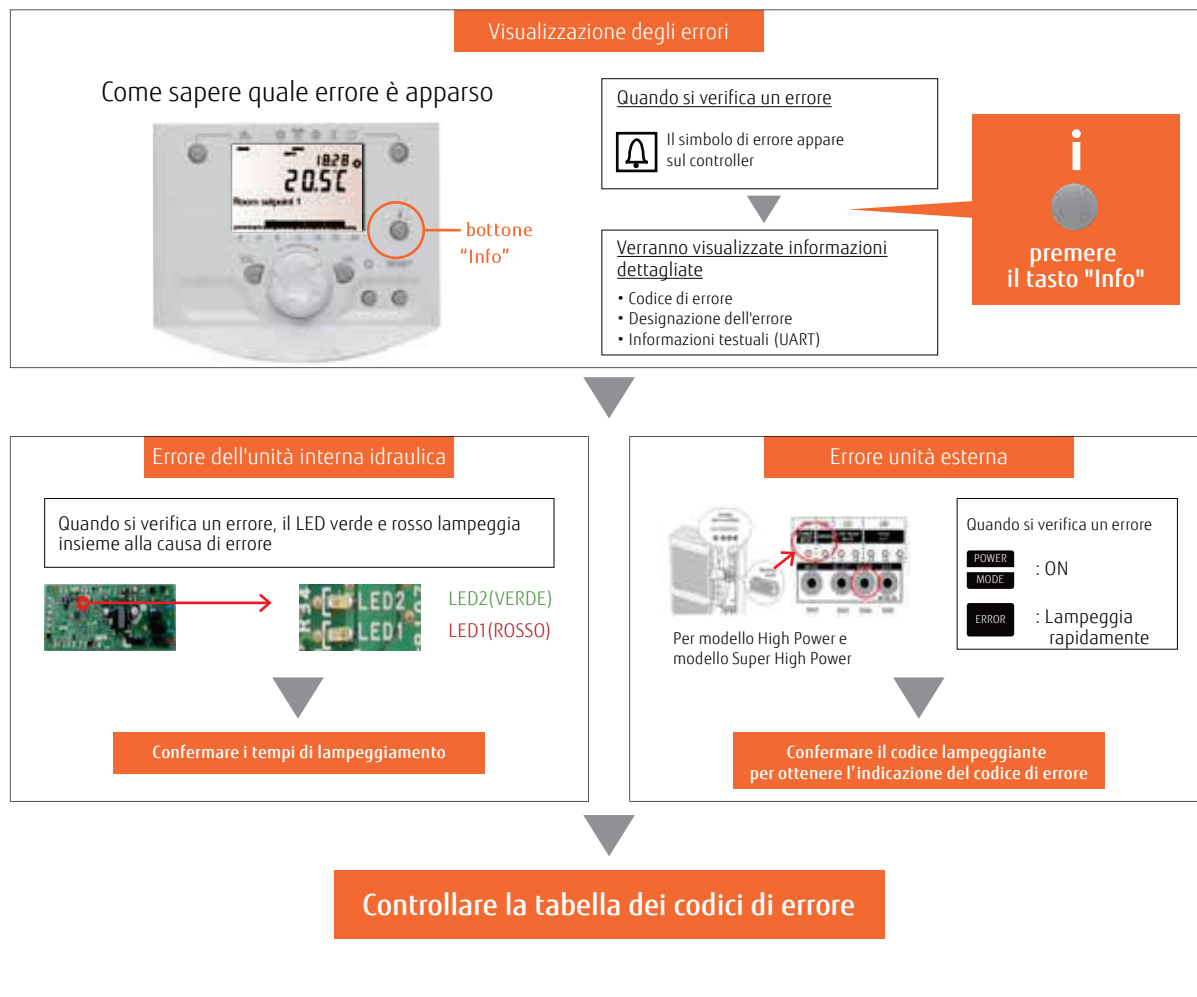 Visualizzazione degli errori
Come sapere quale errore è apparso
18:28
20.5°C
Room setpoint 1
bottone
"Info"
Quando si verifica un errore
Il simbolo di errore appare
sul controller
Verranno visualizzate informazioni
dettagliate
• Codice di errore
• Designazione dell'errore
• Informazioni testuali (UART)
i
premere
il tasto "Info"
Errore dell'unità interna idraulica
Quando si verifica un errore, il LED verde e rosso lampeggia
insieme alla causa di errore
R94
LED2
LED1
LED2(VERDE)
LED1(ROSSO)
Confermare i tempi di lampeggiamento
Errore unità esterna
Per modello High Power e
modello Super High Power
Quando si verifica un errore
POWER
MODE
: ON
ERROR
: Lampeggia
rapidamente
Confermare il codice lampeggiante
per ottenere l'indicazione del codice di errore
Controllare la tabella dei codici di errore